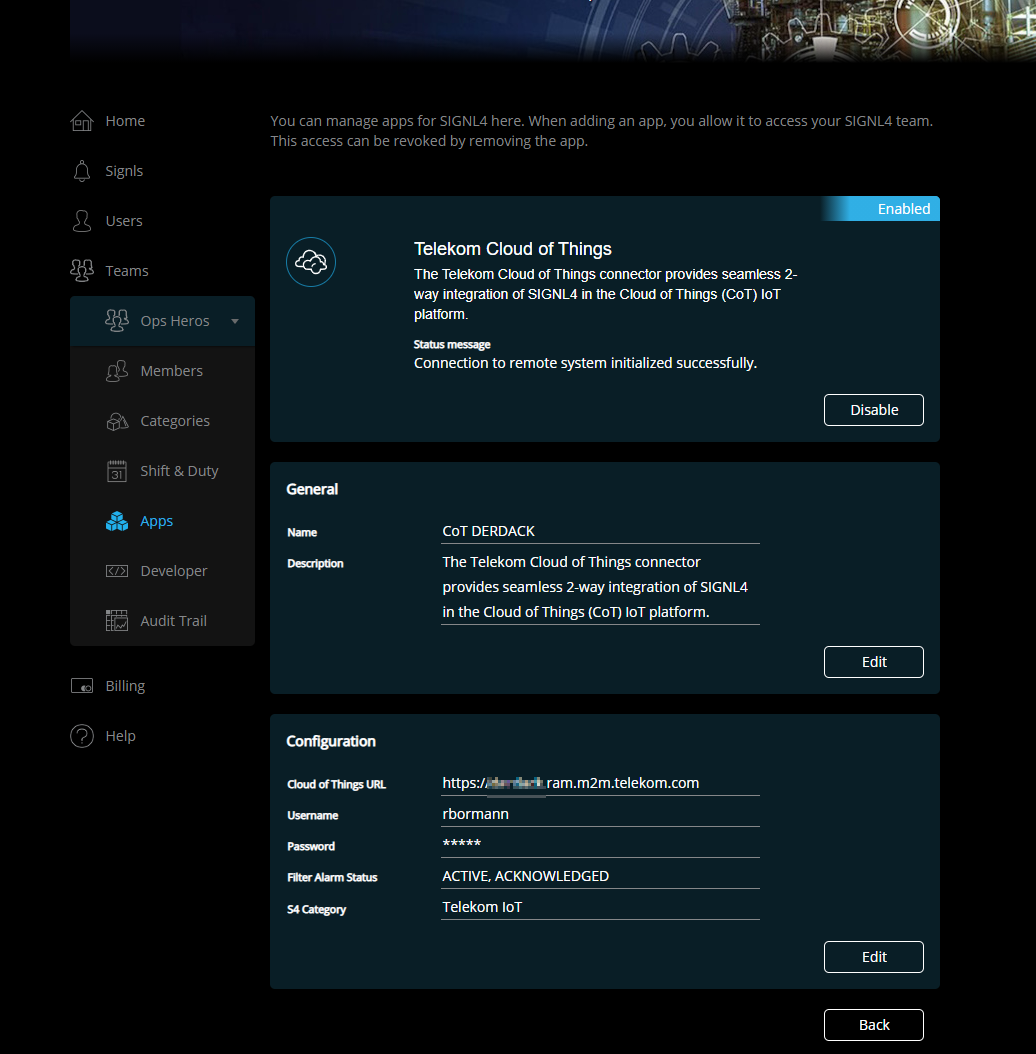 Home
Signls
Users
Teams
Ops Heros
Members
Categories
31
Shift & Duty
Apps
Developer
Audit Trail
Billing
?
Help
You can manage apps for SIGNL4 here. When adding an app, you allow it to access your SIGNL4 team.
This access can be revoked by removing the app.
Enabled
Telekom Cloud of Things
The Telekom Cloud of Things connector provides seamless 2-
way integration of SIGNL4 in the Cloud of Things (CoT) IoT
platform.
Status message
Connection to remote system initialized successfully.
Disable
General
Name CoT DERDACK
Description The Telekom Cloud of Things connector
provides seamless 2-way integration of SIGNL4
in the Cloud of Things (CoT) IoT platform.
Edit
Configuration
Cloud of Things URL https:/ ram.m2m.telekom.com
Username rbormann
Password *****
Filter Alarm Status ACTIVE, ACKNOWLEDGED
S4 Category Telekom IoT
Edit
Back